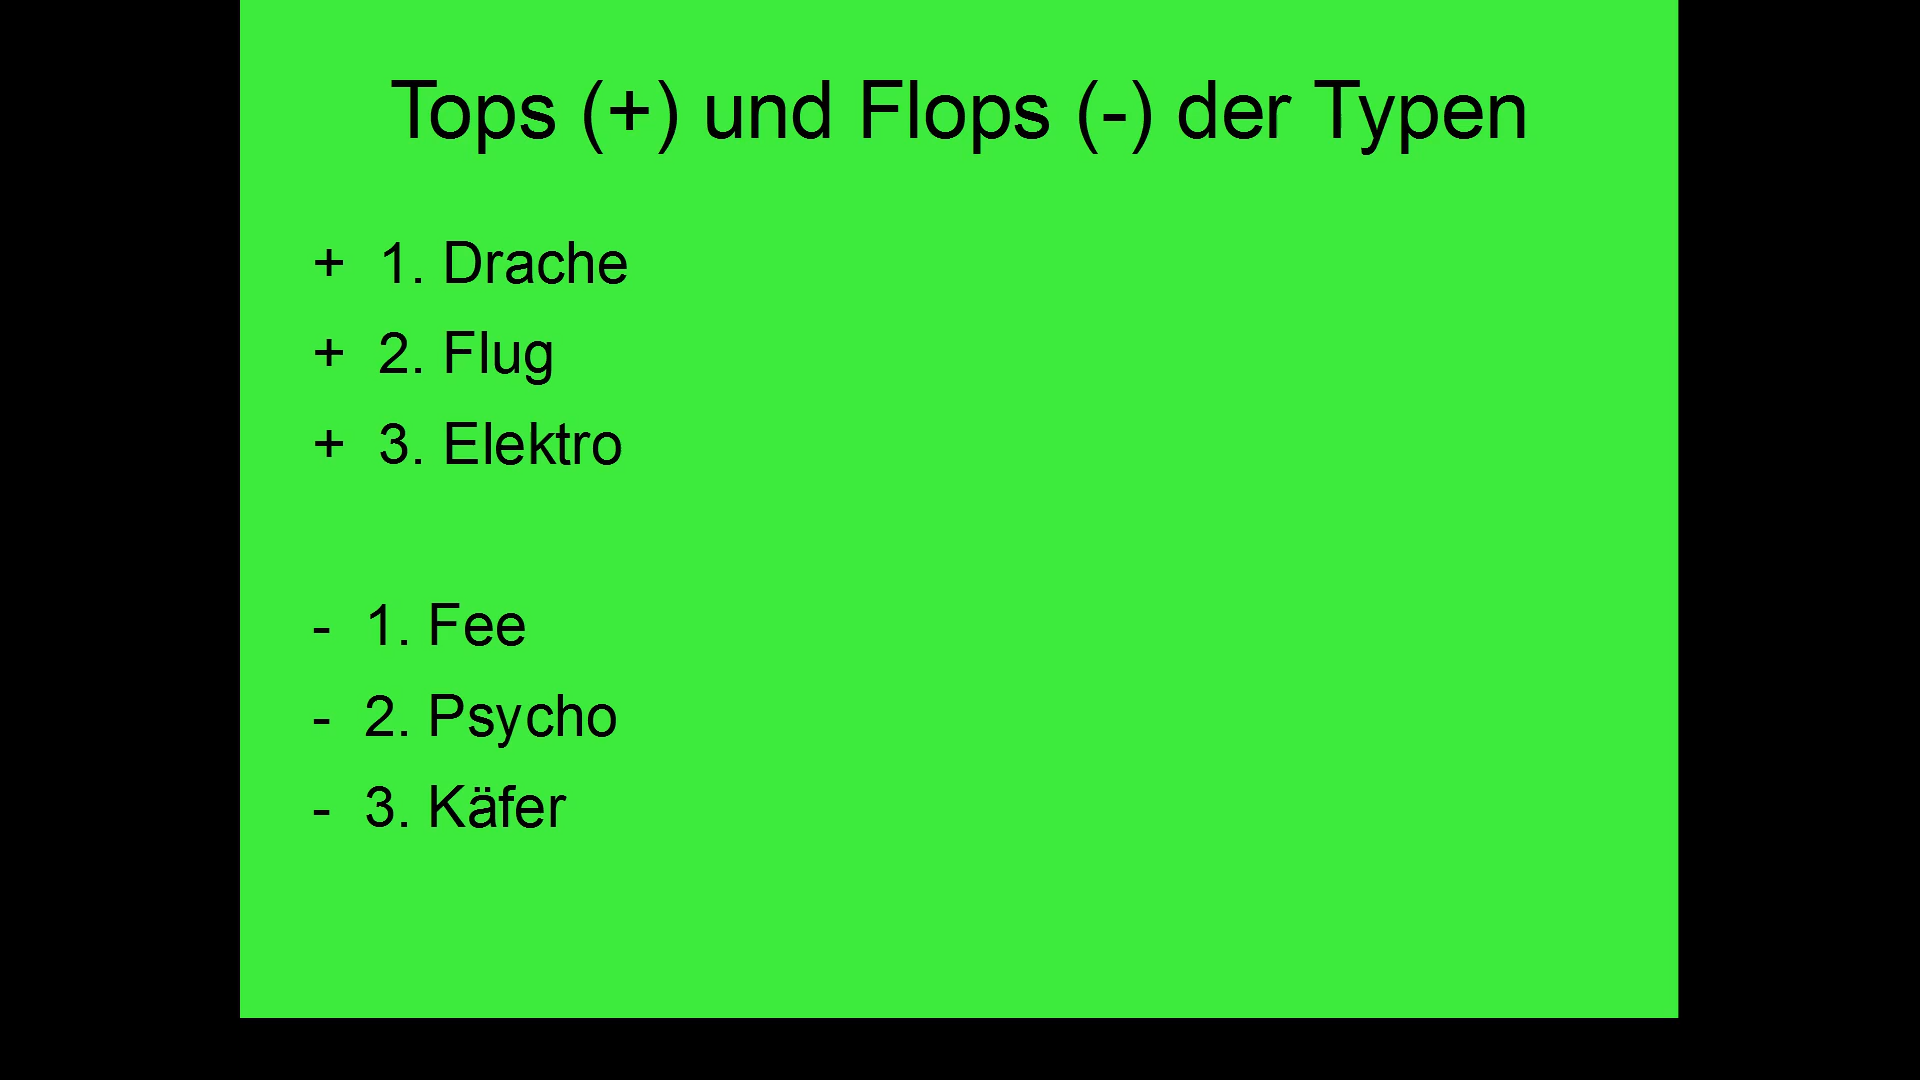 Tops (+) und Flops (-) der Typen
+ 1. Drache
+ 2. Flug
+ 3. Elektro
- 1. Fee
- 2. Psycho
- 3. Käfer